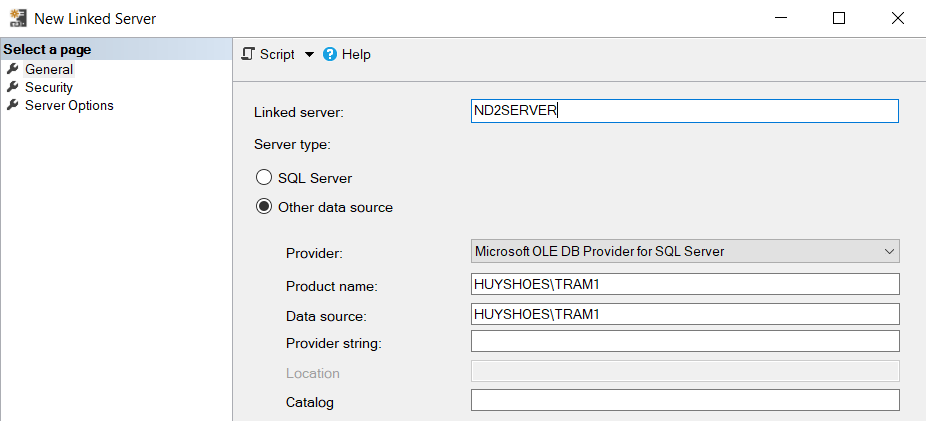 New Linked Server
Select a page
General
Security
Server Options
Script Help
Linked server: ND2SERVER
Server type:
SQL Server
Other data source
Provider: Microsoft OLE DB Provider for SQL Server
Product name: HUYSHOES\TRAM1
Data source: HUYSHOES\TRAM1
Provider string:
Location
Catalog